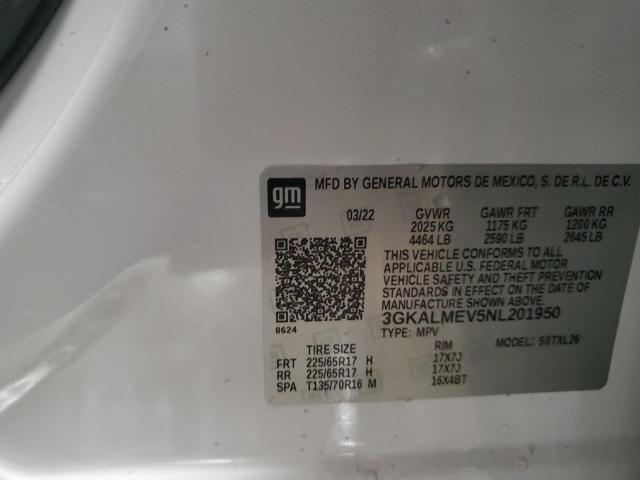 gm
MFD BY GENERAL MOTORS DE MEXICO, S. DE R.L. DE C.V.
03/22 GVWR GAWR FRT GAWR RR
2025 KG 1175 KG 1200 KG
4464 LB 2590 LB 2645 LB
THIS VEHICLE CONFORMS TO ALL
APPLICABLE U.S. FEDERAL MOTOR
VEHICLE SAFETY AND THEFT PREVENTION
STANDARDS IN EFFECT ON THE DATE OF
MANUFACTURE SHOWN ABOVE.
3GKALMEV5NL201950
8624
TYPE: MPV MODEL: 50TXL26
TIRE SIZE RIM
FRT 225/65R17 H 17X7J
RR 225/65R17 H 17X7J
SPA T135/70R16 M 16X4BT